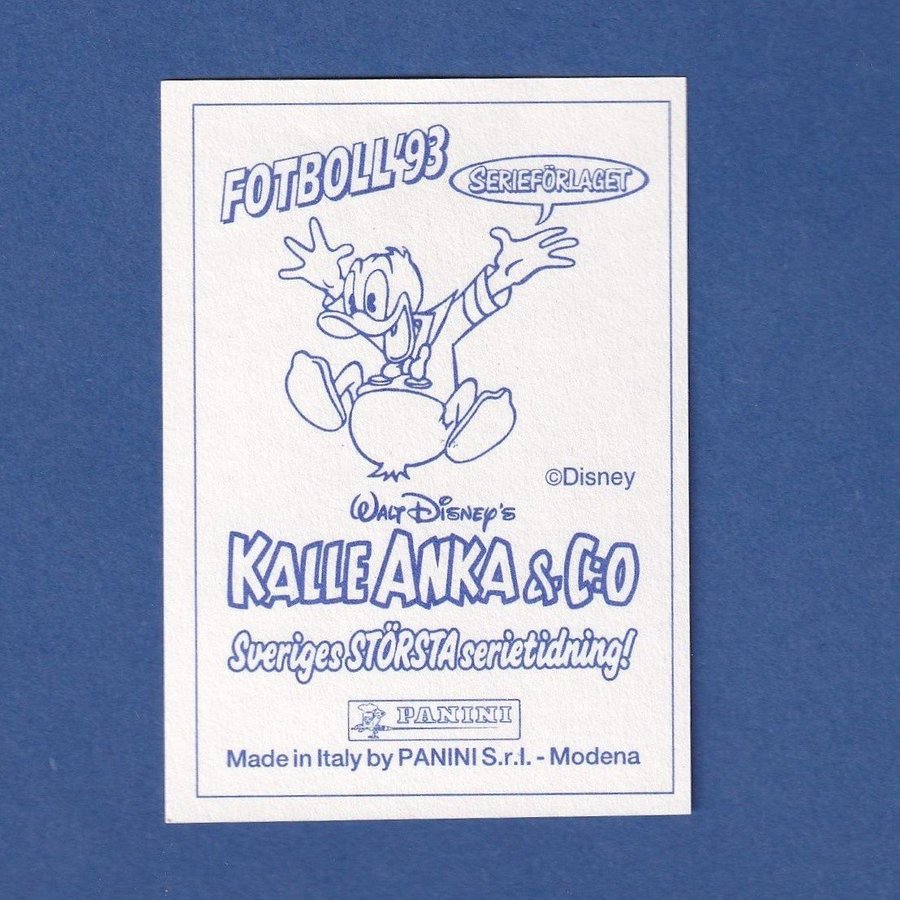 FOTBOLL'93
SERIEFÖRLAGET
©Disney
WALT DISNEY'S
KALLE ANKA & C:O
Sveriges STÖRSTA serietidning!
PANINI
Made in Italy by PANINI S.r.l. - Modena